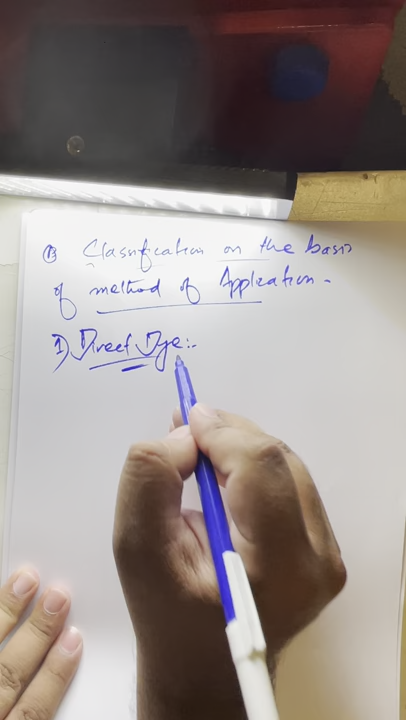 B Classification on the basis
of method of Application -
1) Direct Dye:-